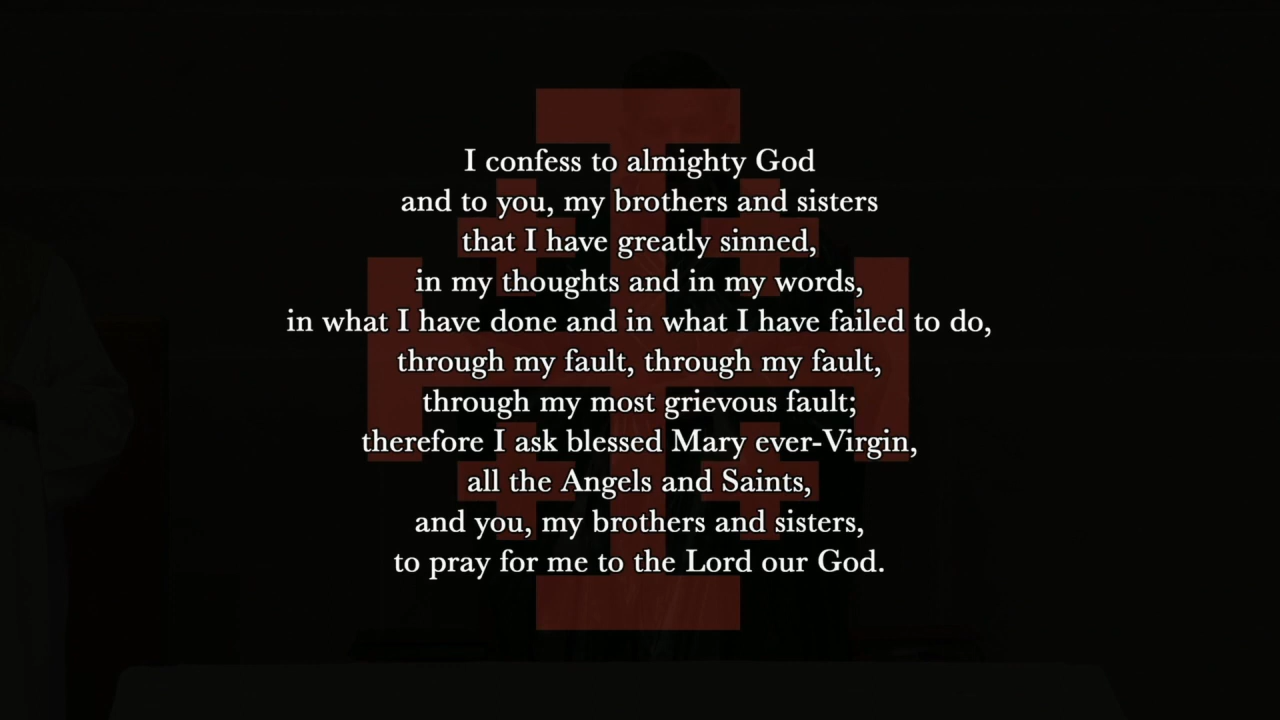 I confess to almighty God
and to you, my brothers and sisters
that I have greatly sinned,
in my thoughts and in my words,
in what I have done and in what I have failed to do,
through my fault, through my fault,
through my most grievous fault;
therefore I ask blessed Mary ever-Virgin,
all the Angels and Saints,
and you, my brothers and sisters,
to pray for me to the Lord our God.